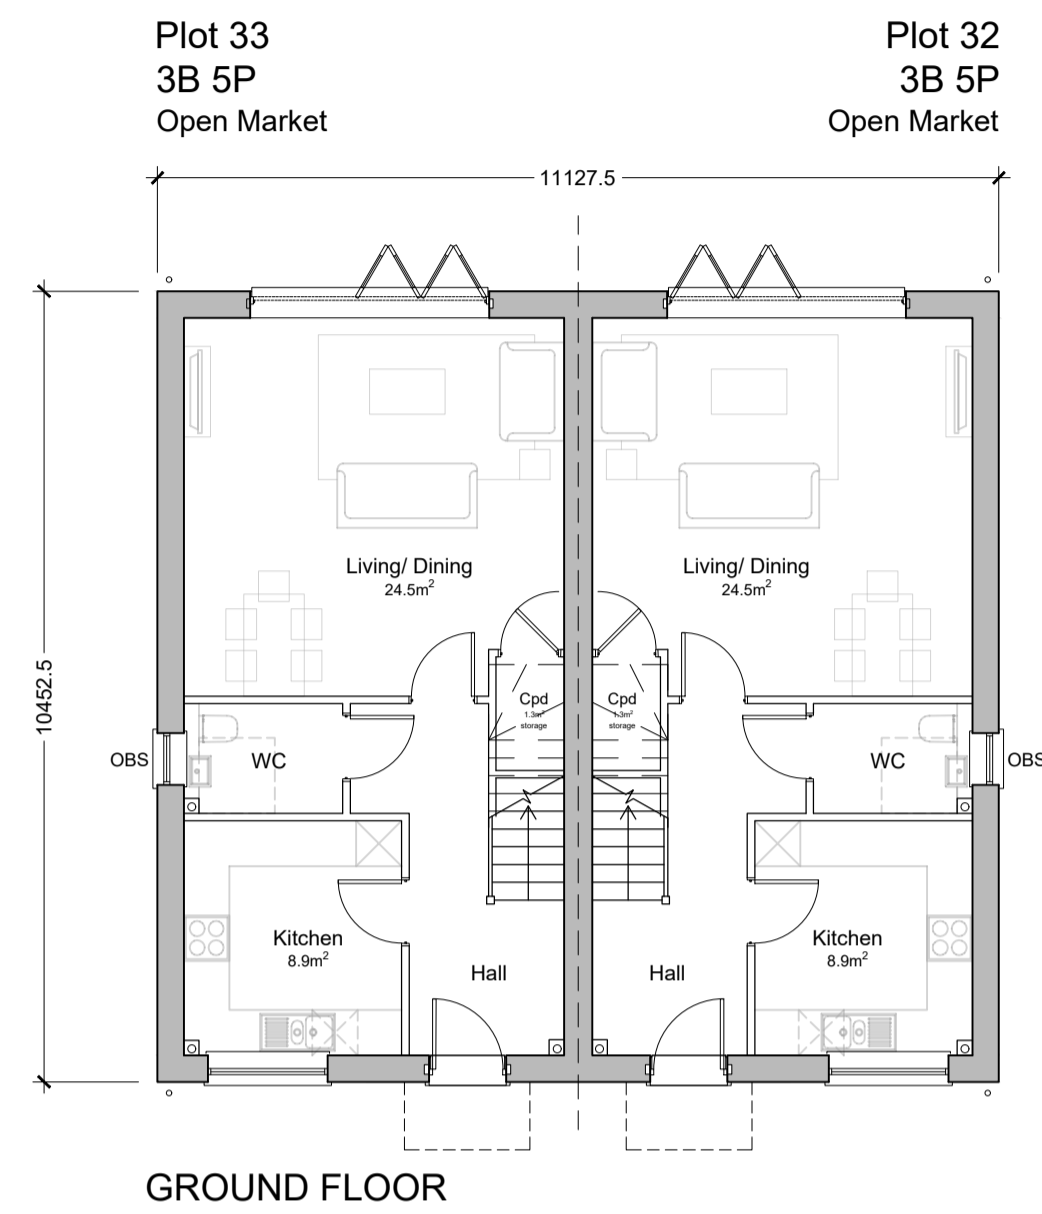 Plot 33
3B 5P
Open Market
Plot 32
3B 5P
Open Market
11127.5
10452.5
Living/ Dining
24.5m²
Living/ Dining
24.5m²
Cpd
1.3m²
storage
Cpd
1.3m²
storage
OBS
WC
WC
OBS
Kitchen
8.9m²
Kitchen
8.9m²
Hall
Hall
GROUND FLOOR